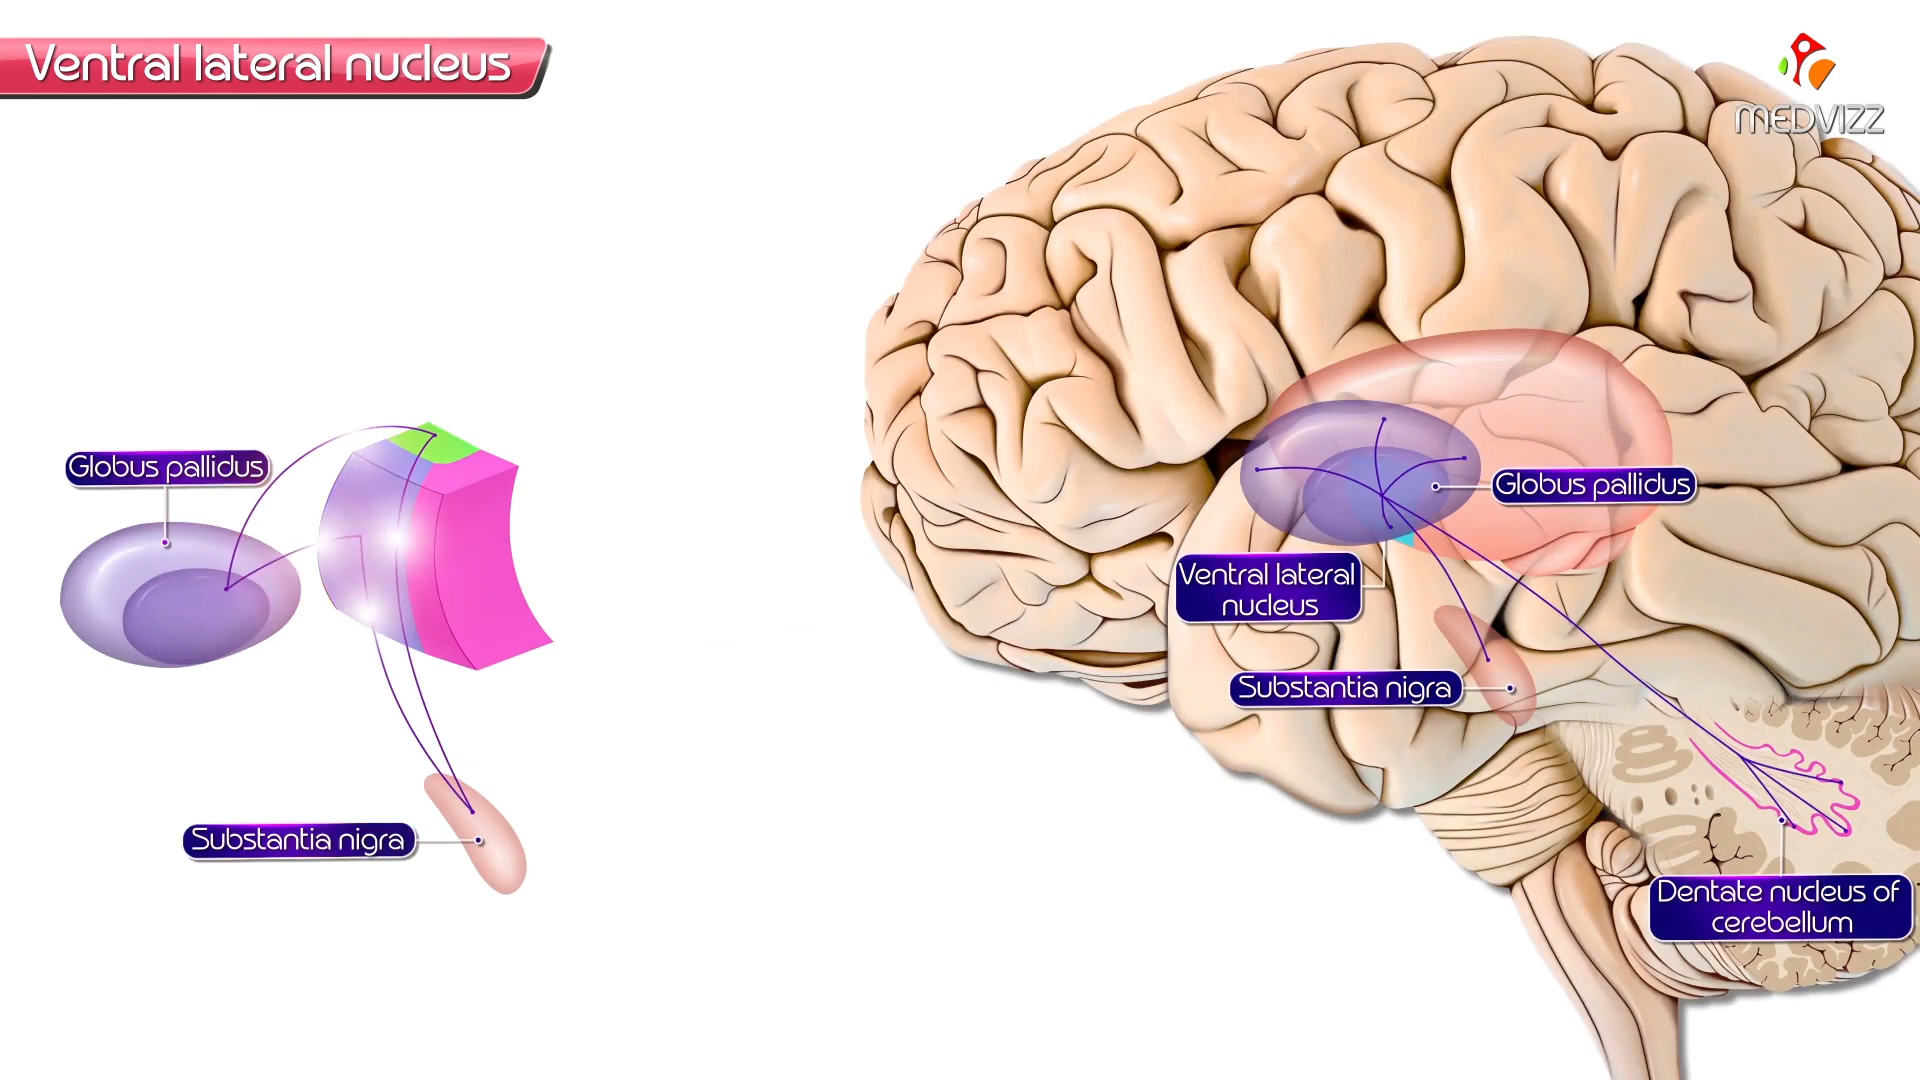 Ventral lateral nucleus
MEDVIZZ
Globus pallidus
Substantia nigra
Globus pallidus
Ventral lateral
nucleus
Substantia nigra
Dentate nucleus of
cerebellum